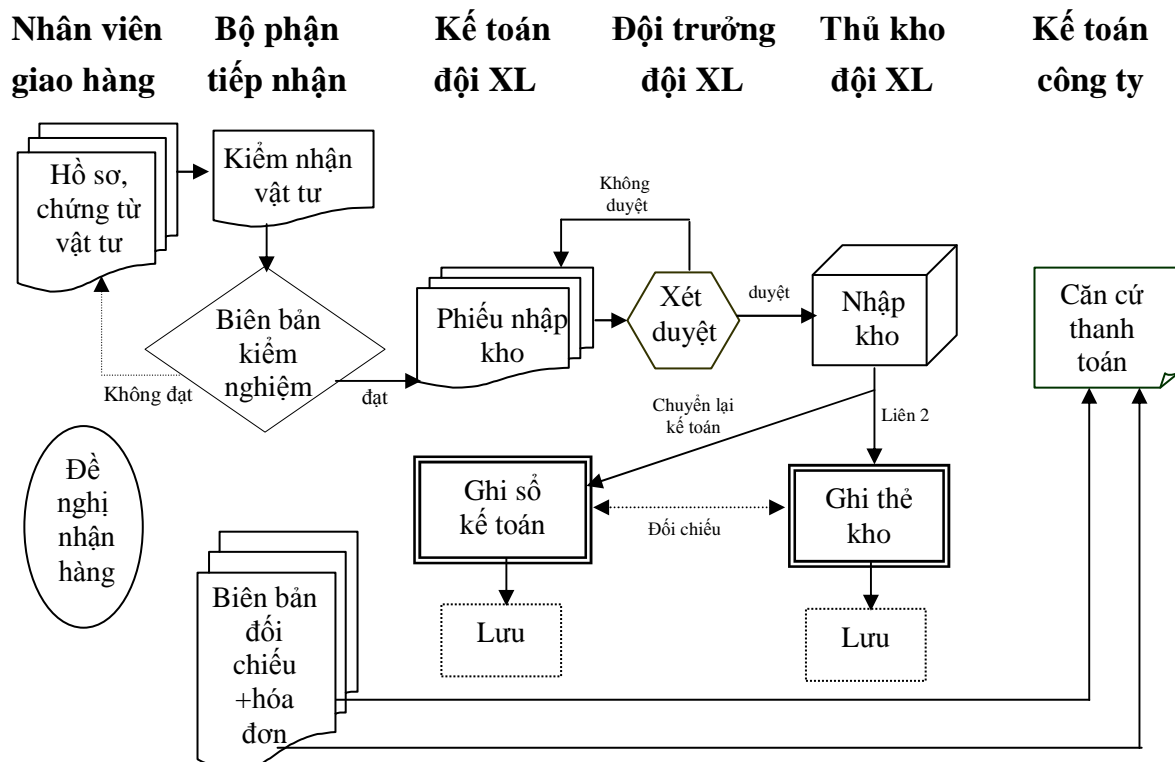 Nhân viên
giao hàng
Bộ phận
tiếp nhận
Kế toán
đội XL
Đội trưởng
đội XL
Thủ kho
đội XL
Kế toán
công ty
Hồ sơ,
chứng từ
vật tư
Kiểm nhận
vật tư
Không
duyệt
Biên bản
kiểm
nghiệm
Không đạt
đạt
Phiếu nhập
kho
Xét
duyệt
duyệt
Nhập
kho
Căn cứ
thanh
toán
Chuyển lại
kế toán
Liên 2
Đề
nghị
nhận
hàng
Ghi sổ
kế toán
Đối chiếu
Ghi thẻ
kho
Biên bản
đối
chiếu
+hóa
đơn
Lưu
Lưu